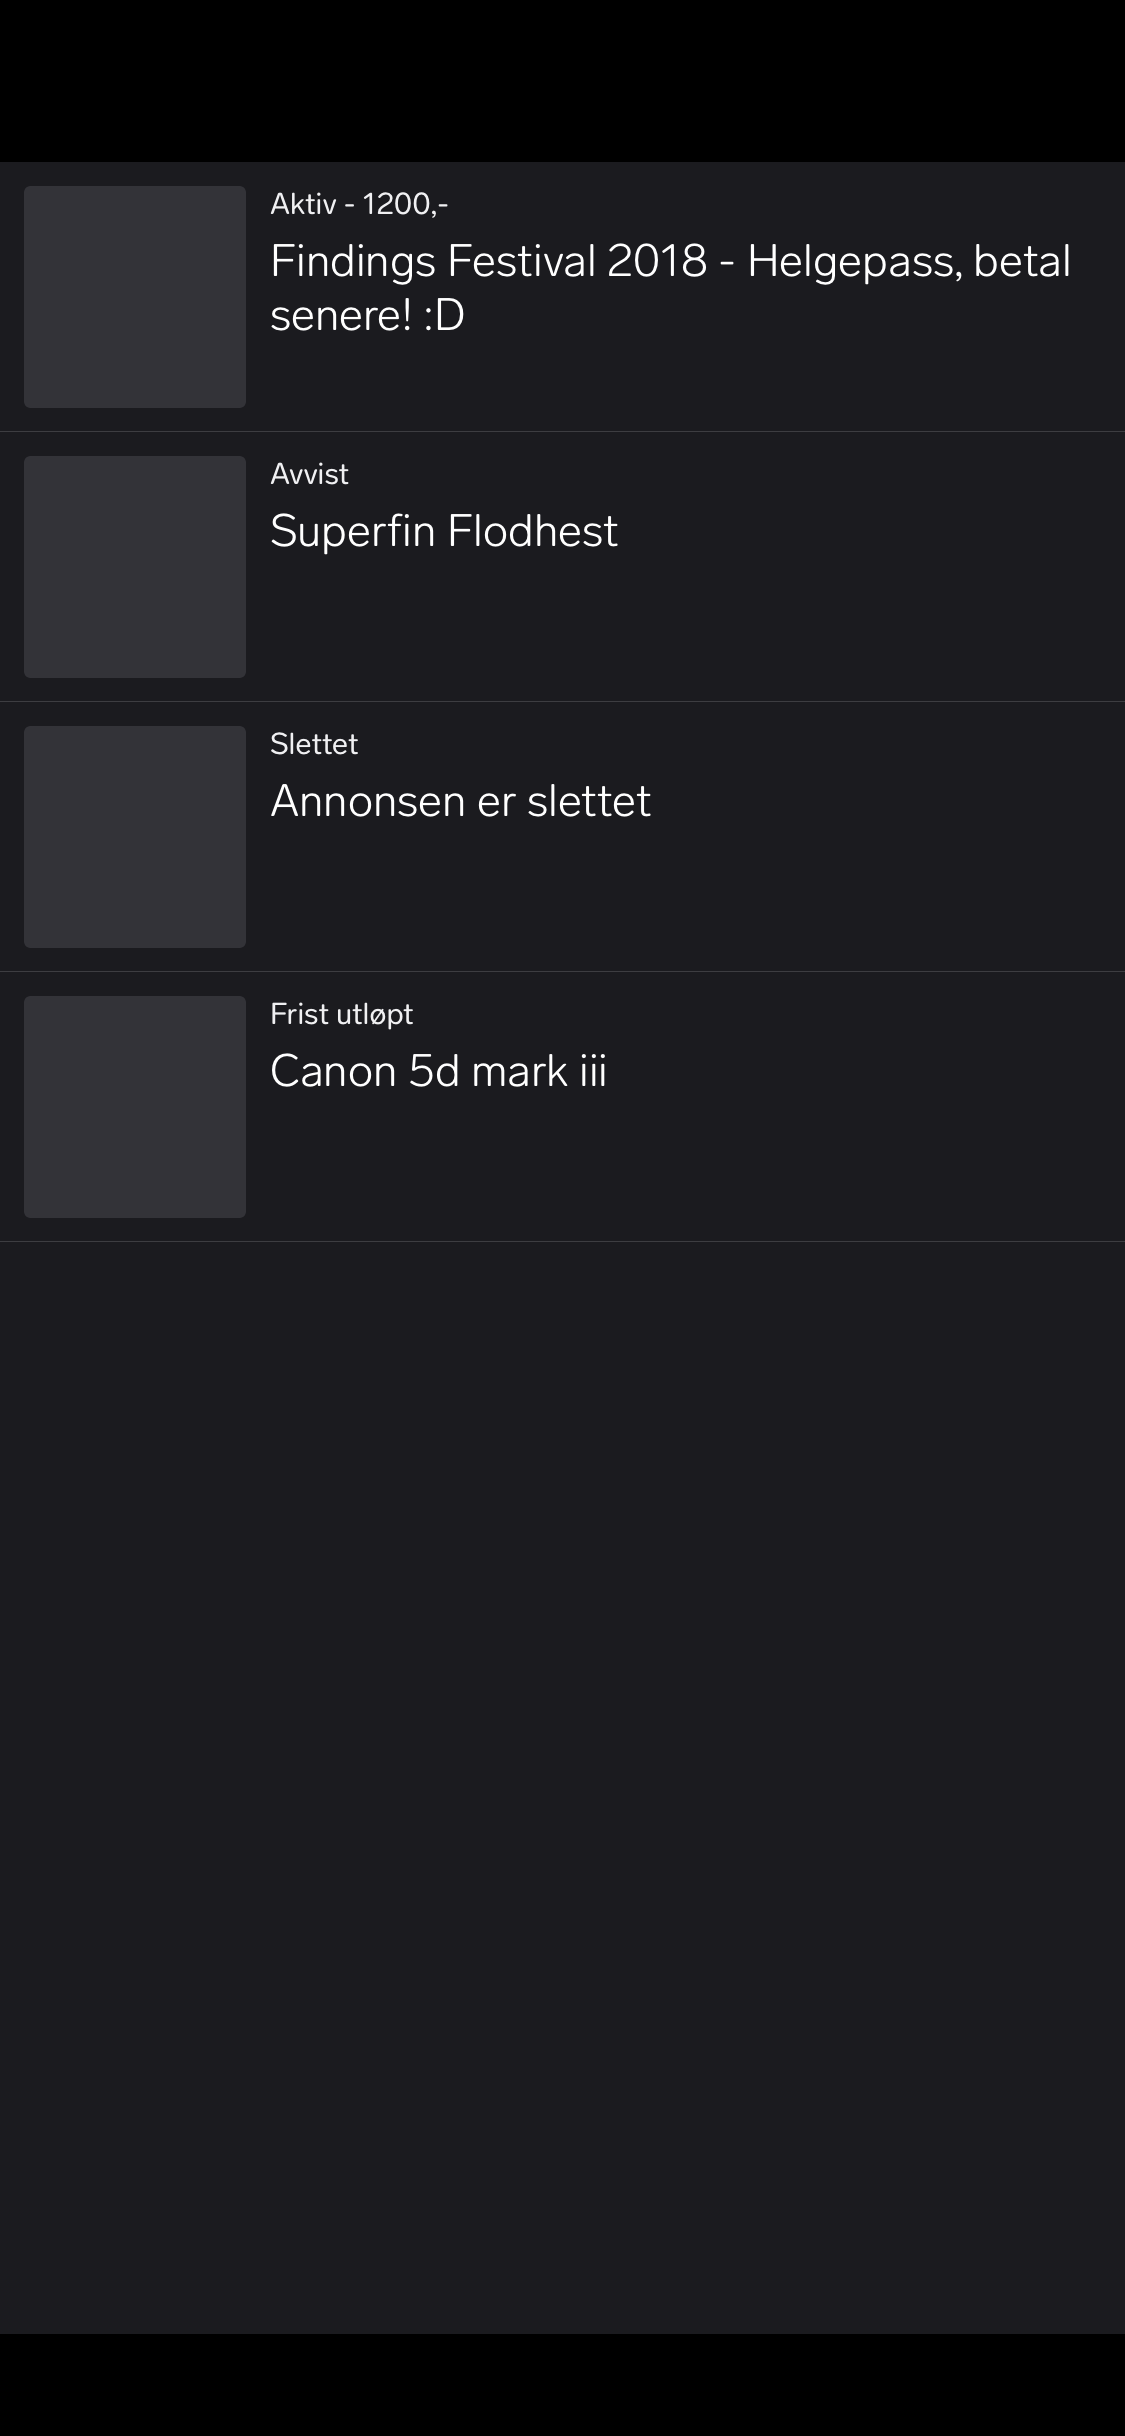 Aktiv - 1200,-
Findings Festival 2018 - Helgepass, betal
senere! :D
Avvist
Superfin Flodhest
Slettet
Annonsen er slettet
Frist utløpt
Canon 5d mark iii